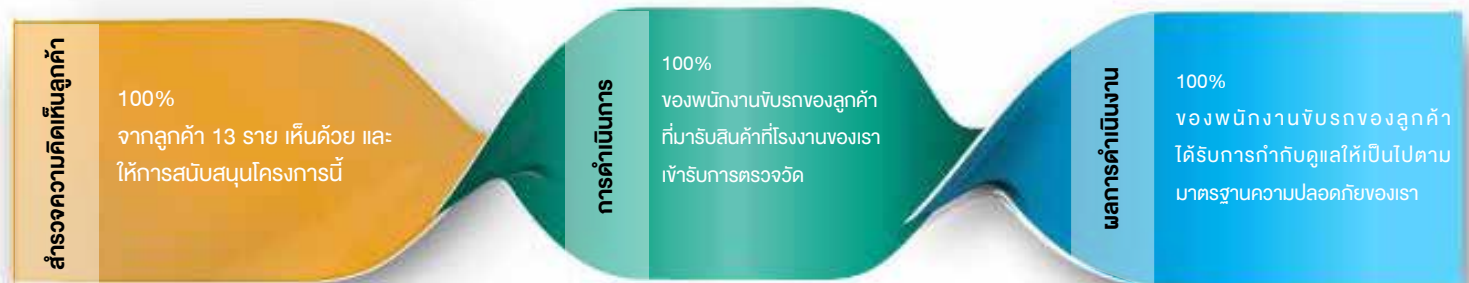 สำรวจความคิดเห็นลูกค้า
100%
จากลูกค้า 13 ราย เห็นด้วย และ
ให้การสนับสนุนโครงการนี้
การดำเนินการ
100%
ของพนักงานขับรถของลูกค้า
ที่มารับสินค้าที่โรงงานของเรา
เข้ารับการตรวจวัด
ผลการดำเนินงาน
100%
ของพนักงานขับรถของลูกค้า
ได้รับการกำกับดูแลให้เป็นไปตาม
มาตรฐานความปลอดภัยของเรา